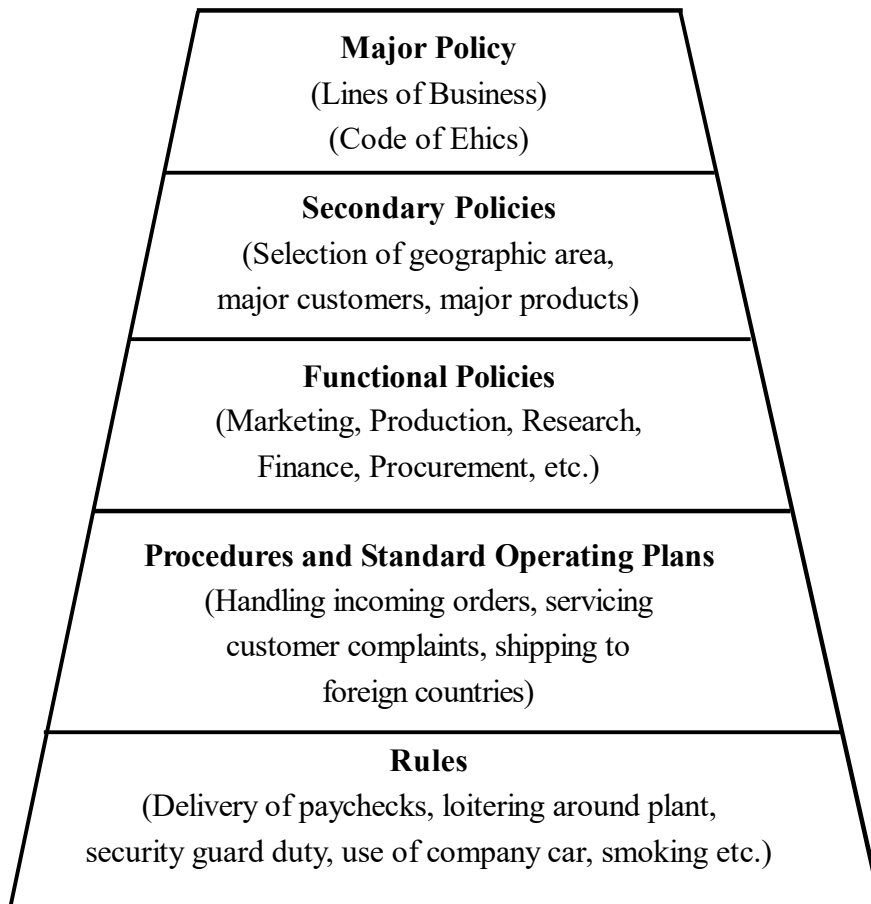 Major Policy
(Lines of Business)
(Code of Ehics)
Secondary Policies
(Selection of geographic area,
major customers, major products)
Functional Policies
(Marketing, Production, Research,
Finance, Procurement, etc.)
Procedures and Standard Operating Plans
(Handling incoming orders, servicing
customer complaints, shipping to
foreign countries)
Rules
(Delivery of paychecks, loitering around plant,
security guard duty, use of company car, smoking etc.)